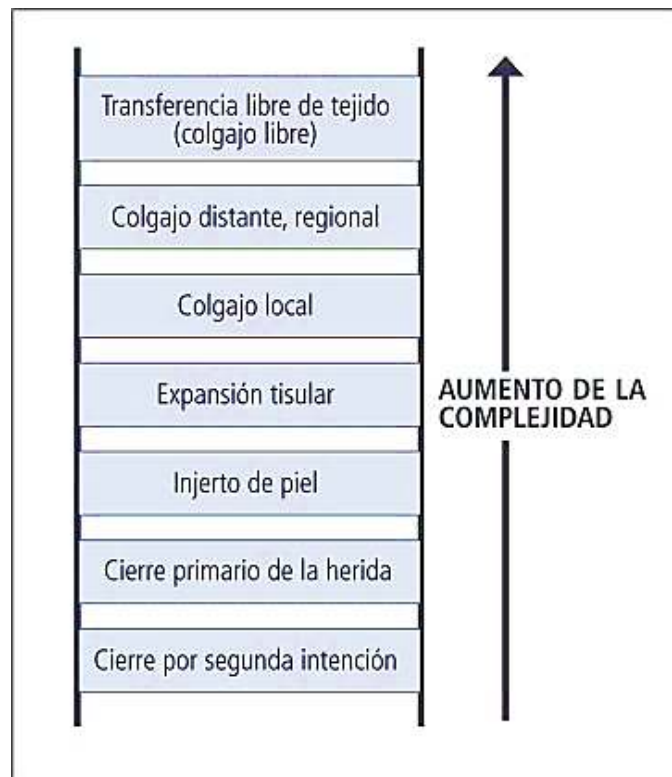 Transferencia libre de tejido
(colgajo libre)
Colgajo distante, regional
Colgajo local
Expansión tisular
Injerto de piel
Cierre primario de la herida
Cierre por segunda intención
AUMENTO DE LA
COMPLEJIDAD